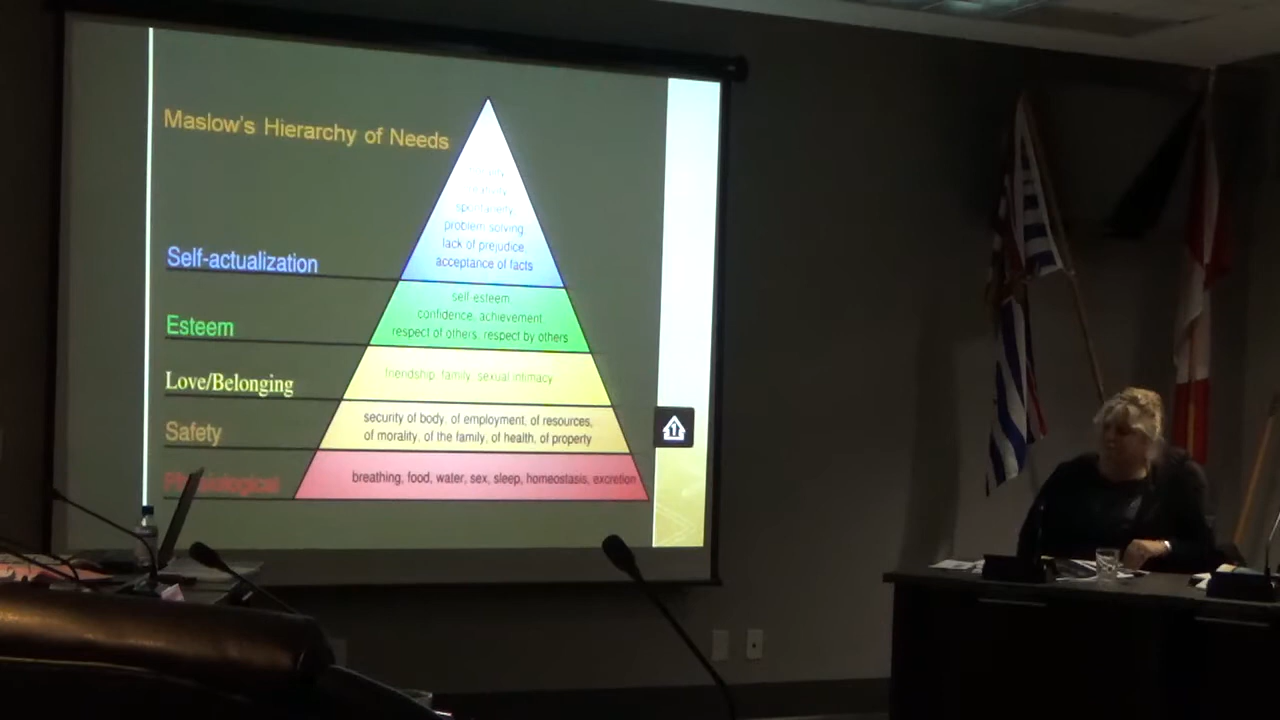 Maslow's Hierarchy of Needs
problem solving,
lack of prejudice,
acceptance of facts
Self-actualization
self-esteem,
confidence, achievement,
respect of others, respect by others
Esteem
friendship, family, sexual intimacy
Love/Belonging
security of body, of employment, of resources,
of morality, of the family, of health, of property
Safety
breathing, food, water, sex, sleep, homeostasis, excretion
Physiological
1